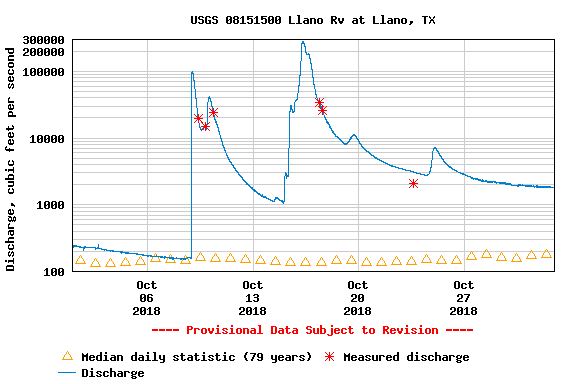 USGS 08151500 Llano Rv at Llano, TX
Discharge, cubic feet per second
300000
200000
100000
10000
1000
100
Oct 06 2018
Oct 13 2018
Oct 20 2018
Oct 27 2018
---- Provisional Data Subject to Revision ----
Median daily statistic (79 years)
Measured discharge
Discharge